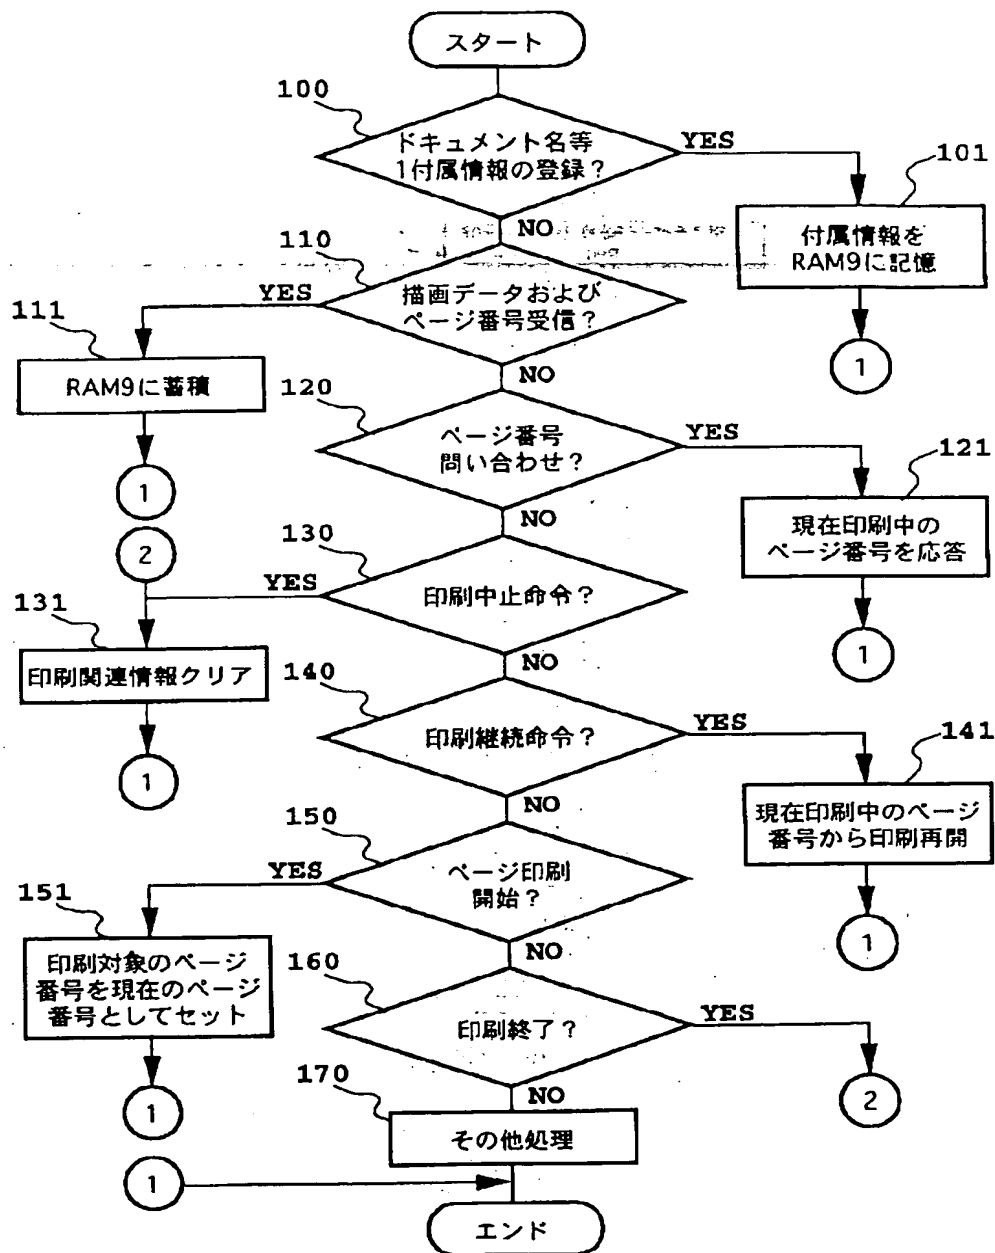 スタート
100
ドキュメント名等
1付属情報の登録?
YES
101
NO
付属情報を
RAM9に記憶
110
YES
描画データおよび
ページ番号受信?
111
1
RAM9に蓄積
NO
120
ページ番号
問い合わせ?
YES
121
1
NO
現在印刷中の
ページ番号を応答
2
130
YES
印刷中止命令?
131
1
印刷関連情報クリア
NO
140
印刷継続命令?
YES
141
1
NO
現在印刷中のページ
番号から印刷再開
150
YES
ページ印刷
開始?
151
1
印刷対象のページ
番号を現在のページ
番号としてセット
NO
160
印刷終了?
YES
1
2
170
NO
その他処理
1
エンド